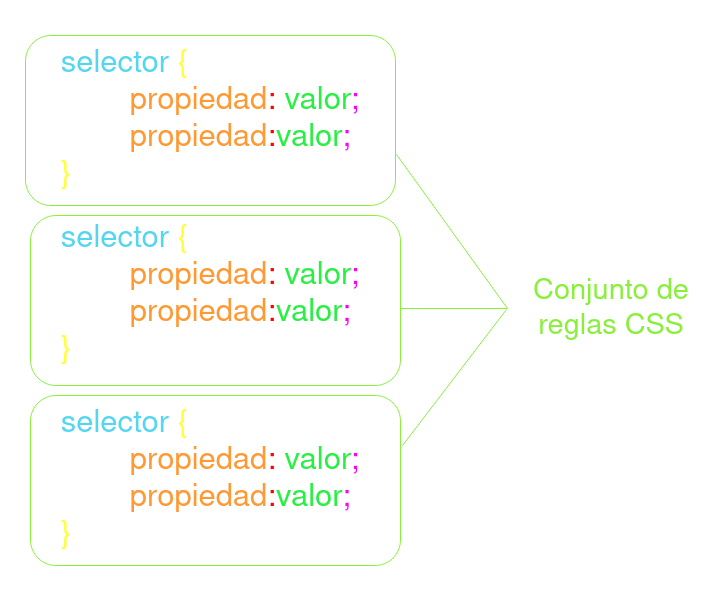 selector {
propiedad: valor;
propiedad:valor;
}
selector {
propiedad: valor;
propiedad:valor;
}
selector {
propiedad: valor;
propiedad:valor;
}
Conjunto de
reglas CSS